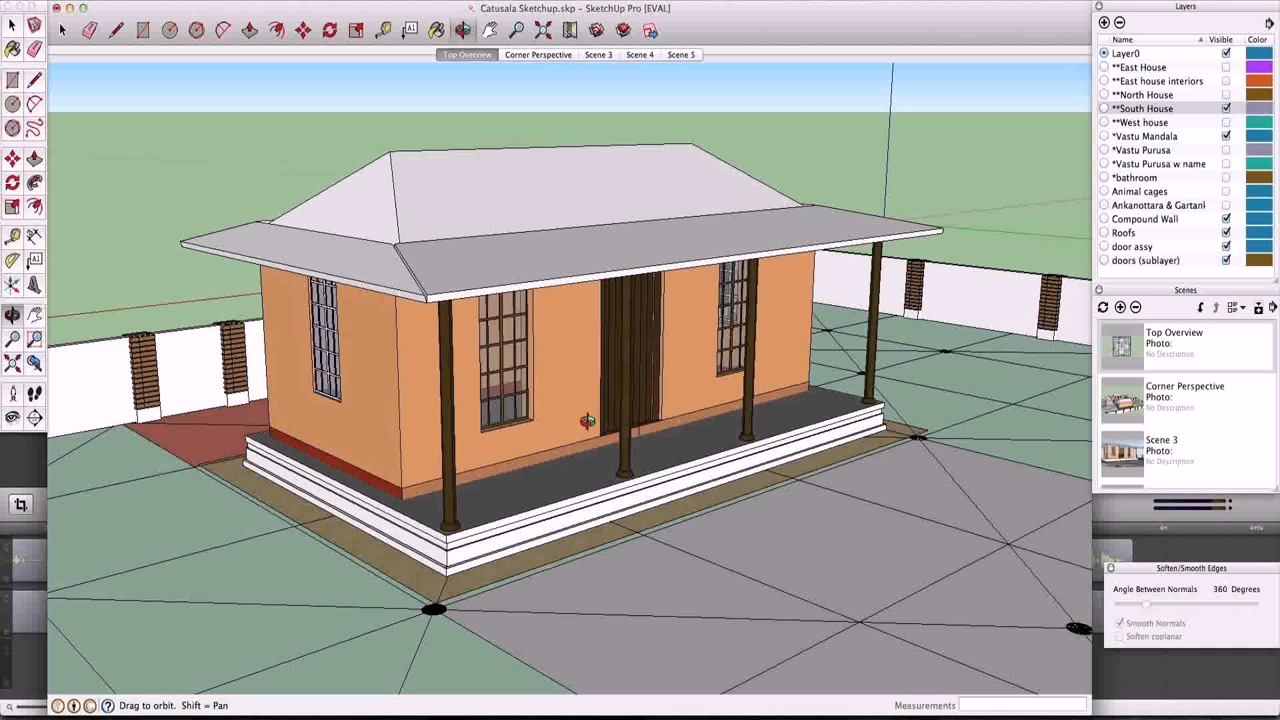 Catusala Sketchup.skp – SketchUp Pro [EVAL]
Top Overview
Corner Perspective
Scene 3
Scene 4
Scene 5
Layers
Name
Visible
Color
Layer0
**East House
**East house interiors
**North House
**South House
**West house
*Vastu Mandala
*Vastu Purusa
*Vastu Purusa w name
*bathroom
Animal cages
Ankanottara & Gartank
Compound Wall
Roofs
door assy
doors (sublayer)
Scenes
Top Overview
Photo:
No Description
Corner Perspective
Photo:
No Description
Scene 3
Photo:
No Description
Soften/Smooth Edges
Angle Between Normals 360 Degrees
Smooth Normals
Soften coplanar
Drag to orbit. Shift = Pan
Measurements